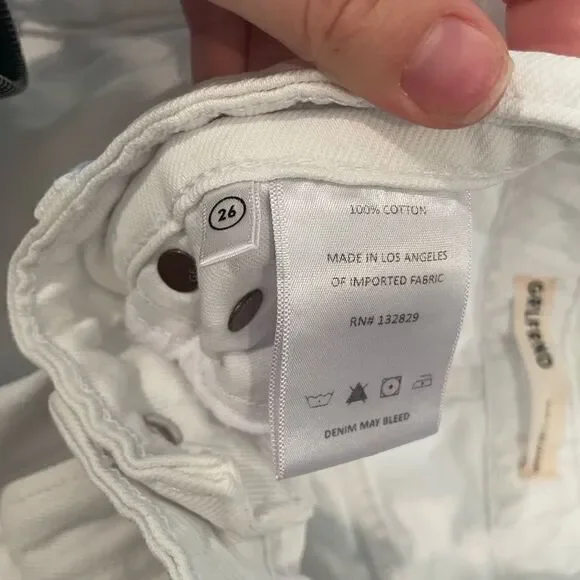 26
100% COTTON
MADE IN LOS ANGELES
OF IMPORTED FABRIC
RN# 132829
DENIM MAY BLEED